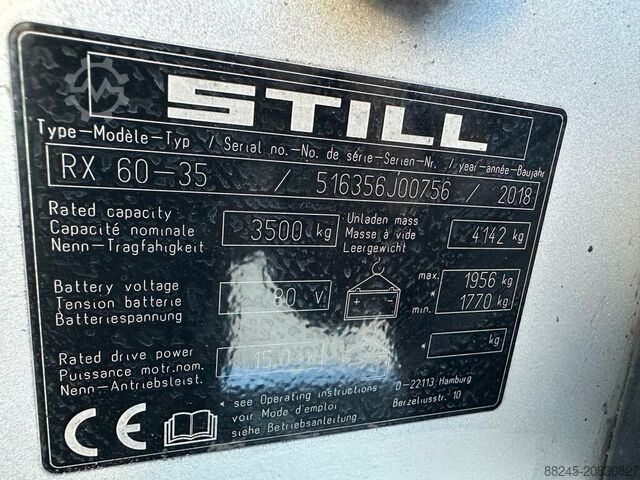 STILL
Type-Modèle-Typ / Serial no.-No. de série-Serien-Nr. / year-année-Baujahr
RX 60-35 / 516356J00756 / 2018
Rated capacity
Capacité nominale
Nenn-Tragfähigkeit
3500 kg
Unladen mass
Masse à vide
Leergewicht
4142 kg
Battery voltage
Tension batterie
Batteriespannung
80 V
max. 1956 kg
*
min. 1770 kg
Rated drive power
Puissance motr.nom.
Nenn-Antriebsleist.
* kg
* see Operating instructions
voir Mode d'emploi
siehe Betriebsanleitung
D-22113 Hamburg
Berzeliusstr. 10
CE
88245-20830827